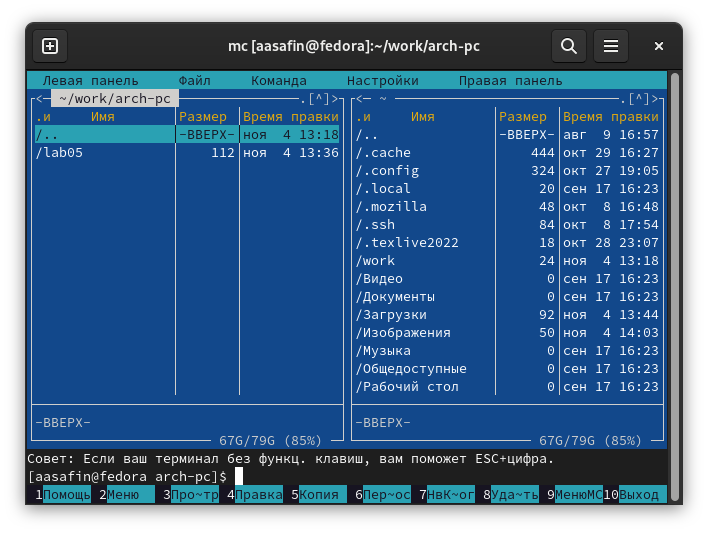 mc [aasafin@fedora]:~/work/arch-pc
Левая панель Файл Команда Настройки Правая панель
<─ ~/work/arch-pc .[^]> <─ ~ .[^]>
.и Имя Размер Время правки .и Имя Размер Время правки
/.. -ВВЕРХ- ноя 4 13:18 /.. -ВВЕРХ- авг 9 16:57
/lab05 112 ноя 4 13:36 /.cache 444 окт 29 16:27
/.config 324 окт 27 19:05
/.local 20 сен 17 16:23
/.mozilla 48 окт 8 16:48
/.ssh 84 окт 8 17:54
/.texlive2022 18 окт 28 23:07
/work 24 ноя 4 13:18
/Видео 0 сен 17 16:23
/Документы 0 сен 17 16:23
/Загрузки 92 ноя 4 13:44
/Изображения 50 ноя 4 14:03
/Музыка 0 сен 17 16:23
/Общедоступные 0 сен 17 16:23
/Рабочий стол 0 сен 17 16:23
-ВВЕРХ- -ВВЕРХ-
67G/79G (85%) 67G/79G (85%)
Совет: Если ваш терминал без функц. клавиш, вам поможет ESC+цифра.
[aasafin@fedora arch-pc]$
1Помощь 2Меню 3Про~тр 4Правка 5Копия 6Пер~ос 7НвК~ог 8Уда~ть 9МенюMC 10Выход